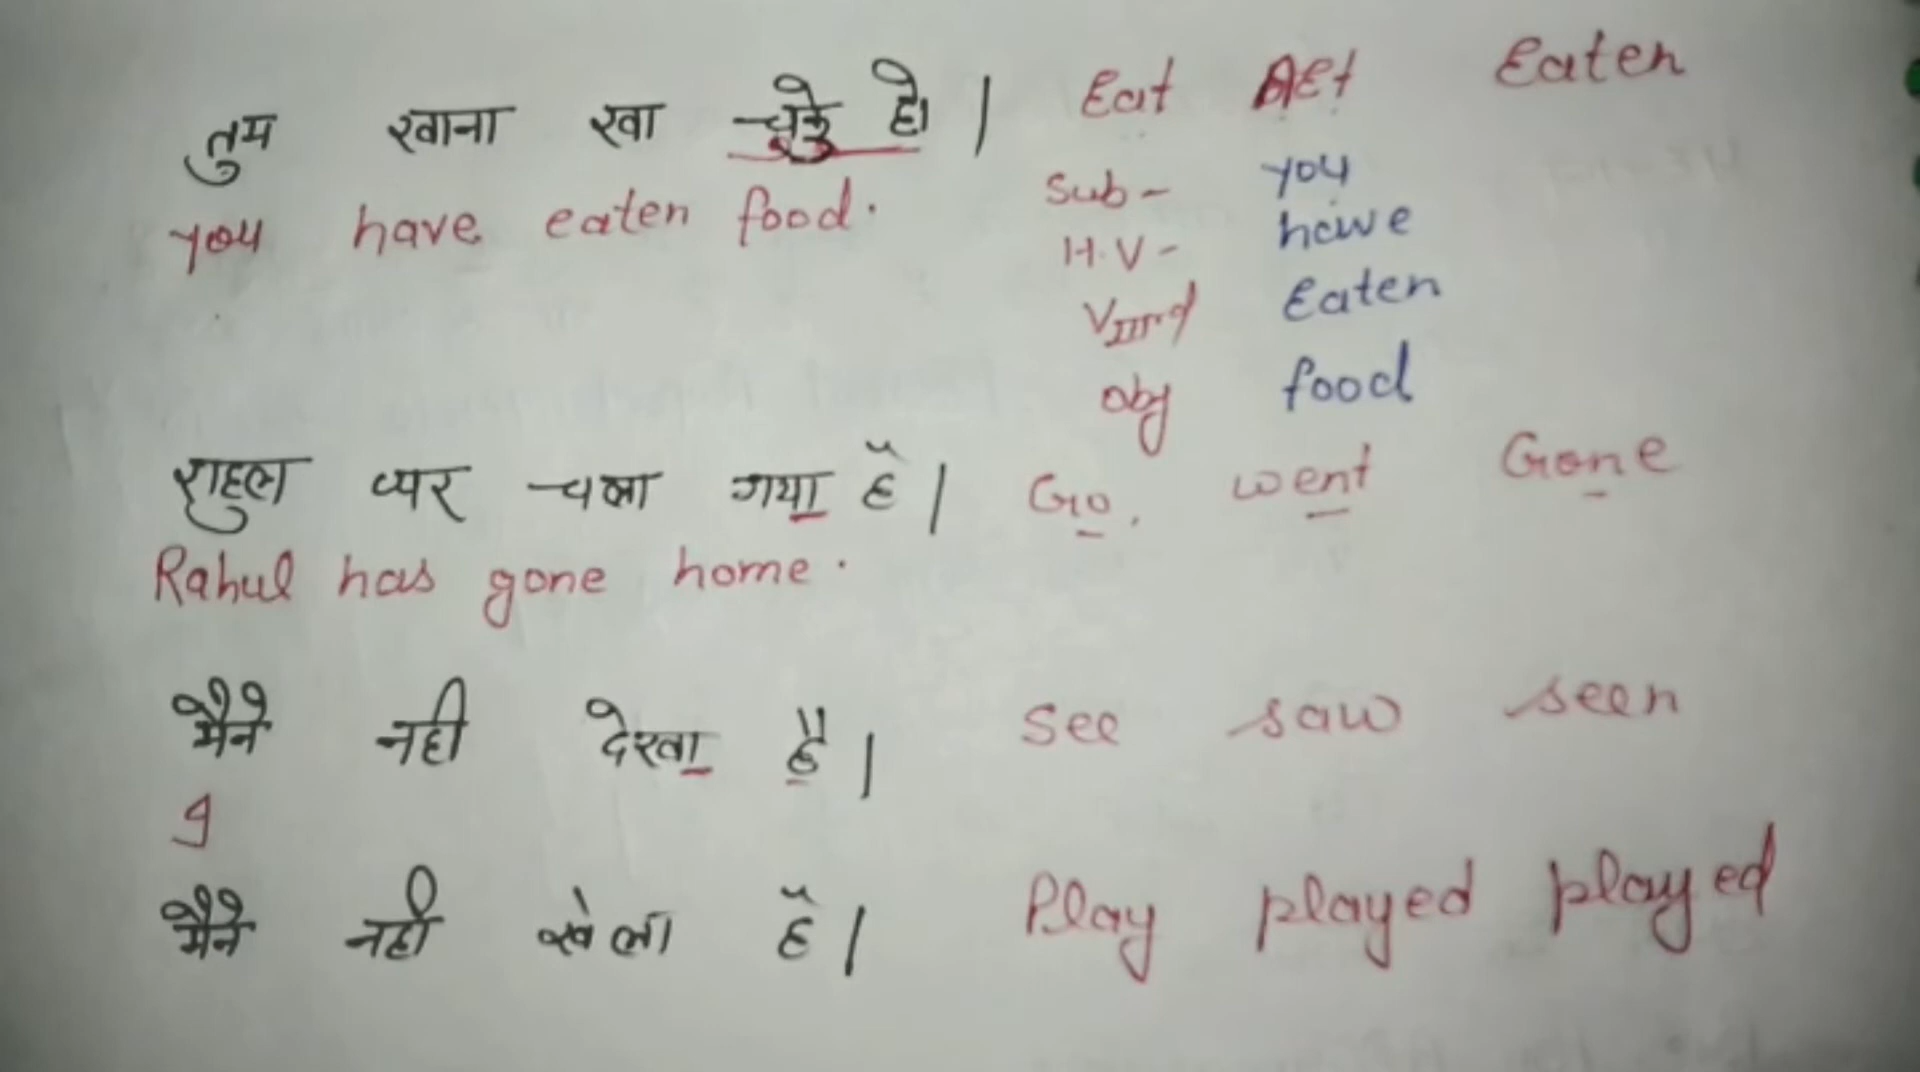 तुम खाना खा चुके हो। Eat AEt Eaten
you have eaten food.
Sub- you
H.V- have
VIIIrd Eaten
obj food
राहुल घर चला गया है। Go, went Gone
Rahul has gone home.
मैने नही देखा है। see saw seen
I
मैने नही खेला है। Play played played